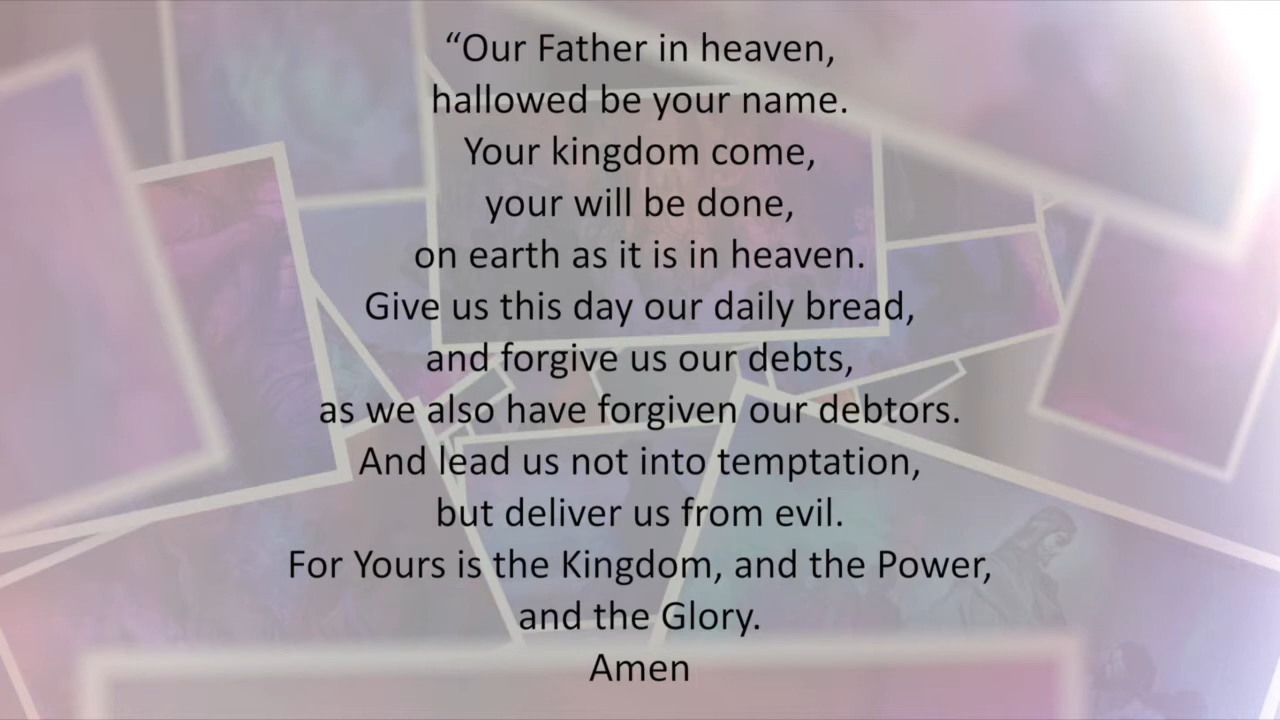 “Our Father in heaven,
hallowed be your name.
Your kingdom come,
your will be done,
on earth as it is in heaven.
Give us this day our daily bread,
and forgive us our debts,
as we also have forgiven our debtors.
And lead us not into temptation,
but deliver us from evil.
For Yours is the Kingdom, and the Power,
and the Glory.
Amen